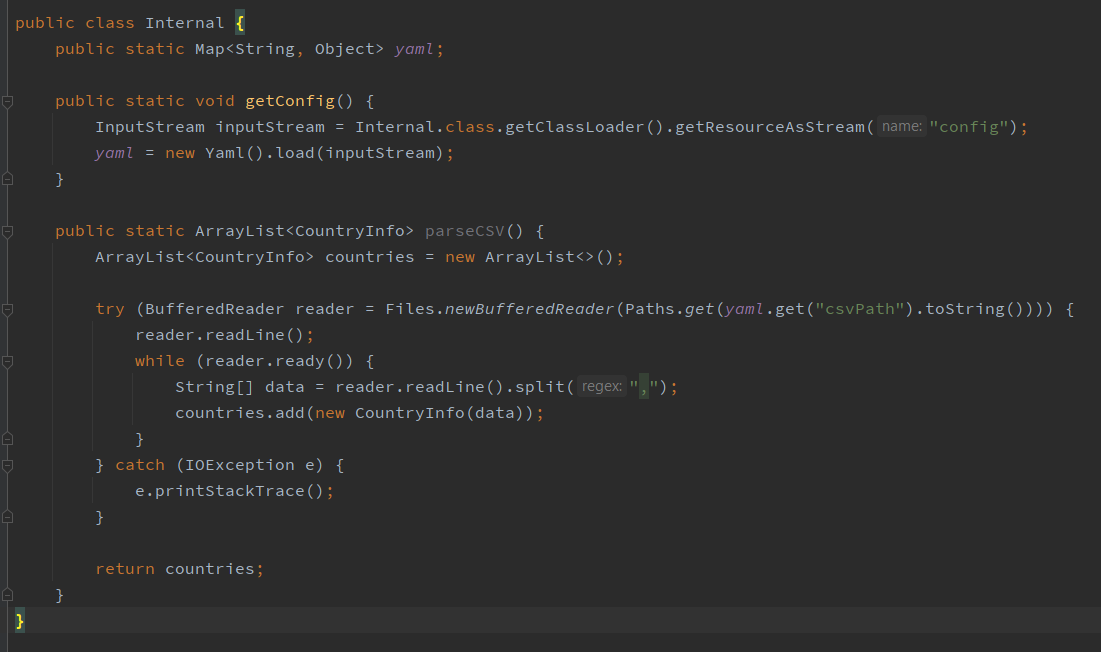 public class Internal {
    public static Map<String, Object> yaml;
    public static void getConfig() {
        InputStream inputStream = Internal.class.getClassLoader().getResourceAsStream( name: "config");
        yaml = new Yaml().load(inputStream);
    }
    public static ArrayList<CountryInfo> parseCSV() {
        ArrayList<CountryInfo> countries = new ArrayList<>();
        try (BufferedReader reader = Files.newBufferedReader(Paths.get(yaml.get("csvPath").toString()))) {
            reader.readLine();
            while (reader.ready()) {
                String[] data = reader.readLine().split( regex: ",");
                countries.add(new CountryInfo(data));
            }
        } catch (IOException e) {
            e.printStackTrace();
        }
        return countries;
    }
}